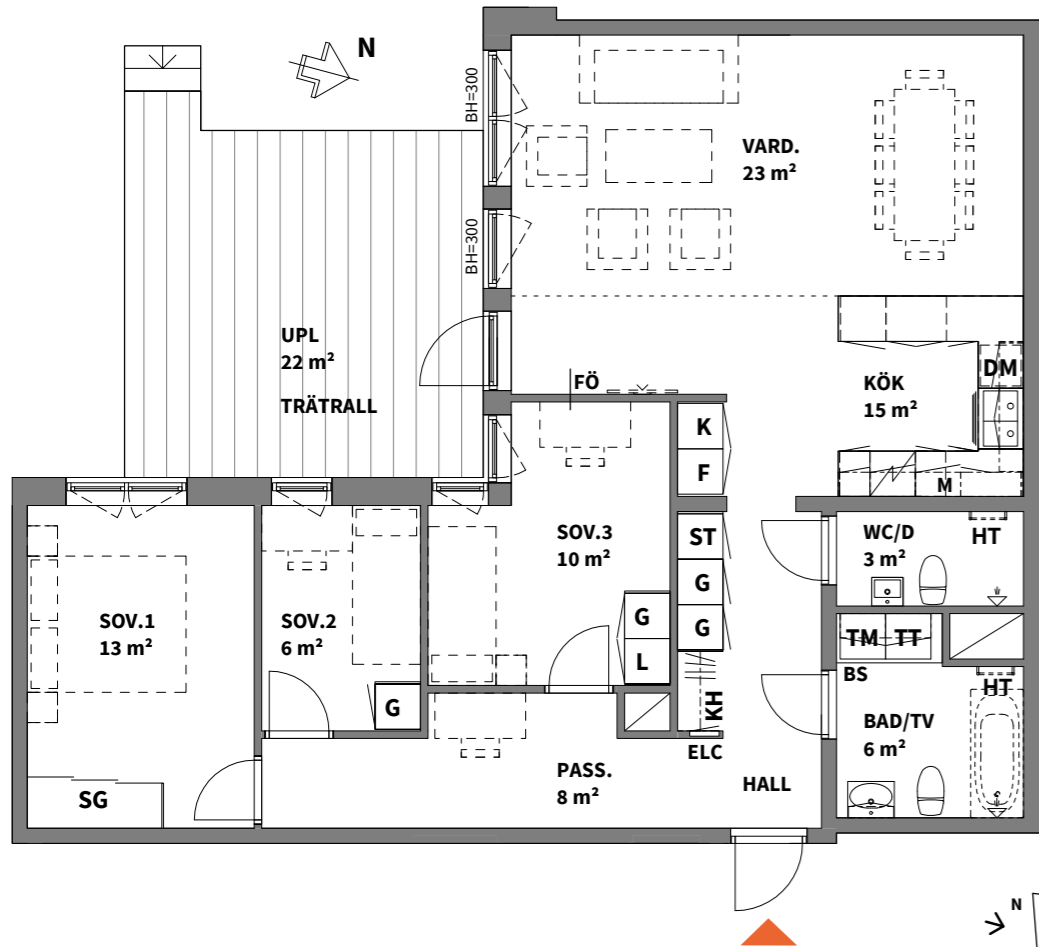 N
BH=300
VARD.
23 m²
BH=300
UPL
22 m²
TRÄTRALL
FÖ
KÖK
15 m²
DM
K
F
M
SOV.3
10 m²
ST
G
G
WC/D
3 m²
HT
SOV.1
13 m²
SOV.2
6 m²
G
L
TM
TT
BS
HT
G
KH
BAD/TV
6 m²
ELC
PASS.
8 m²
HALL
SG
N